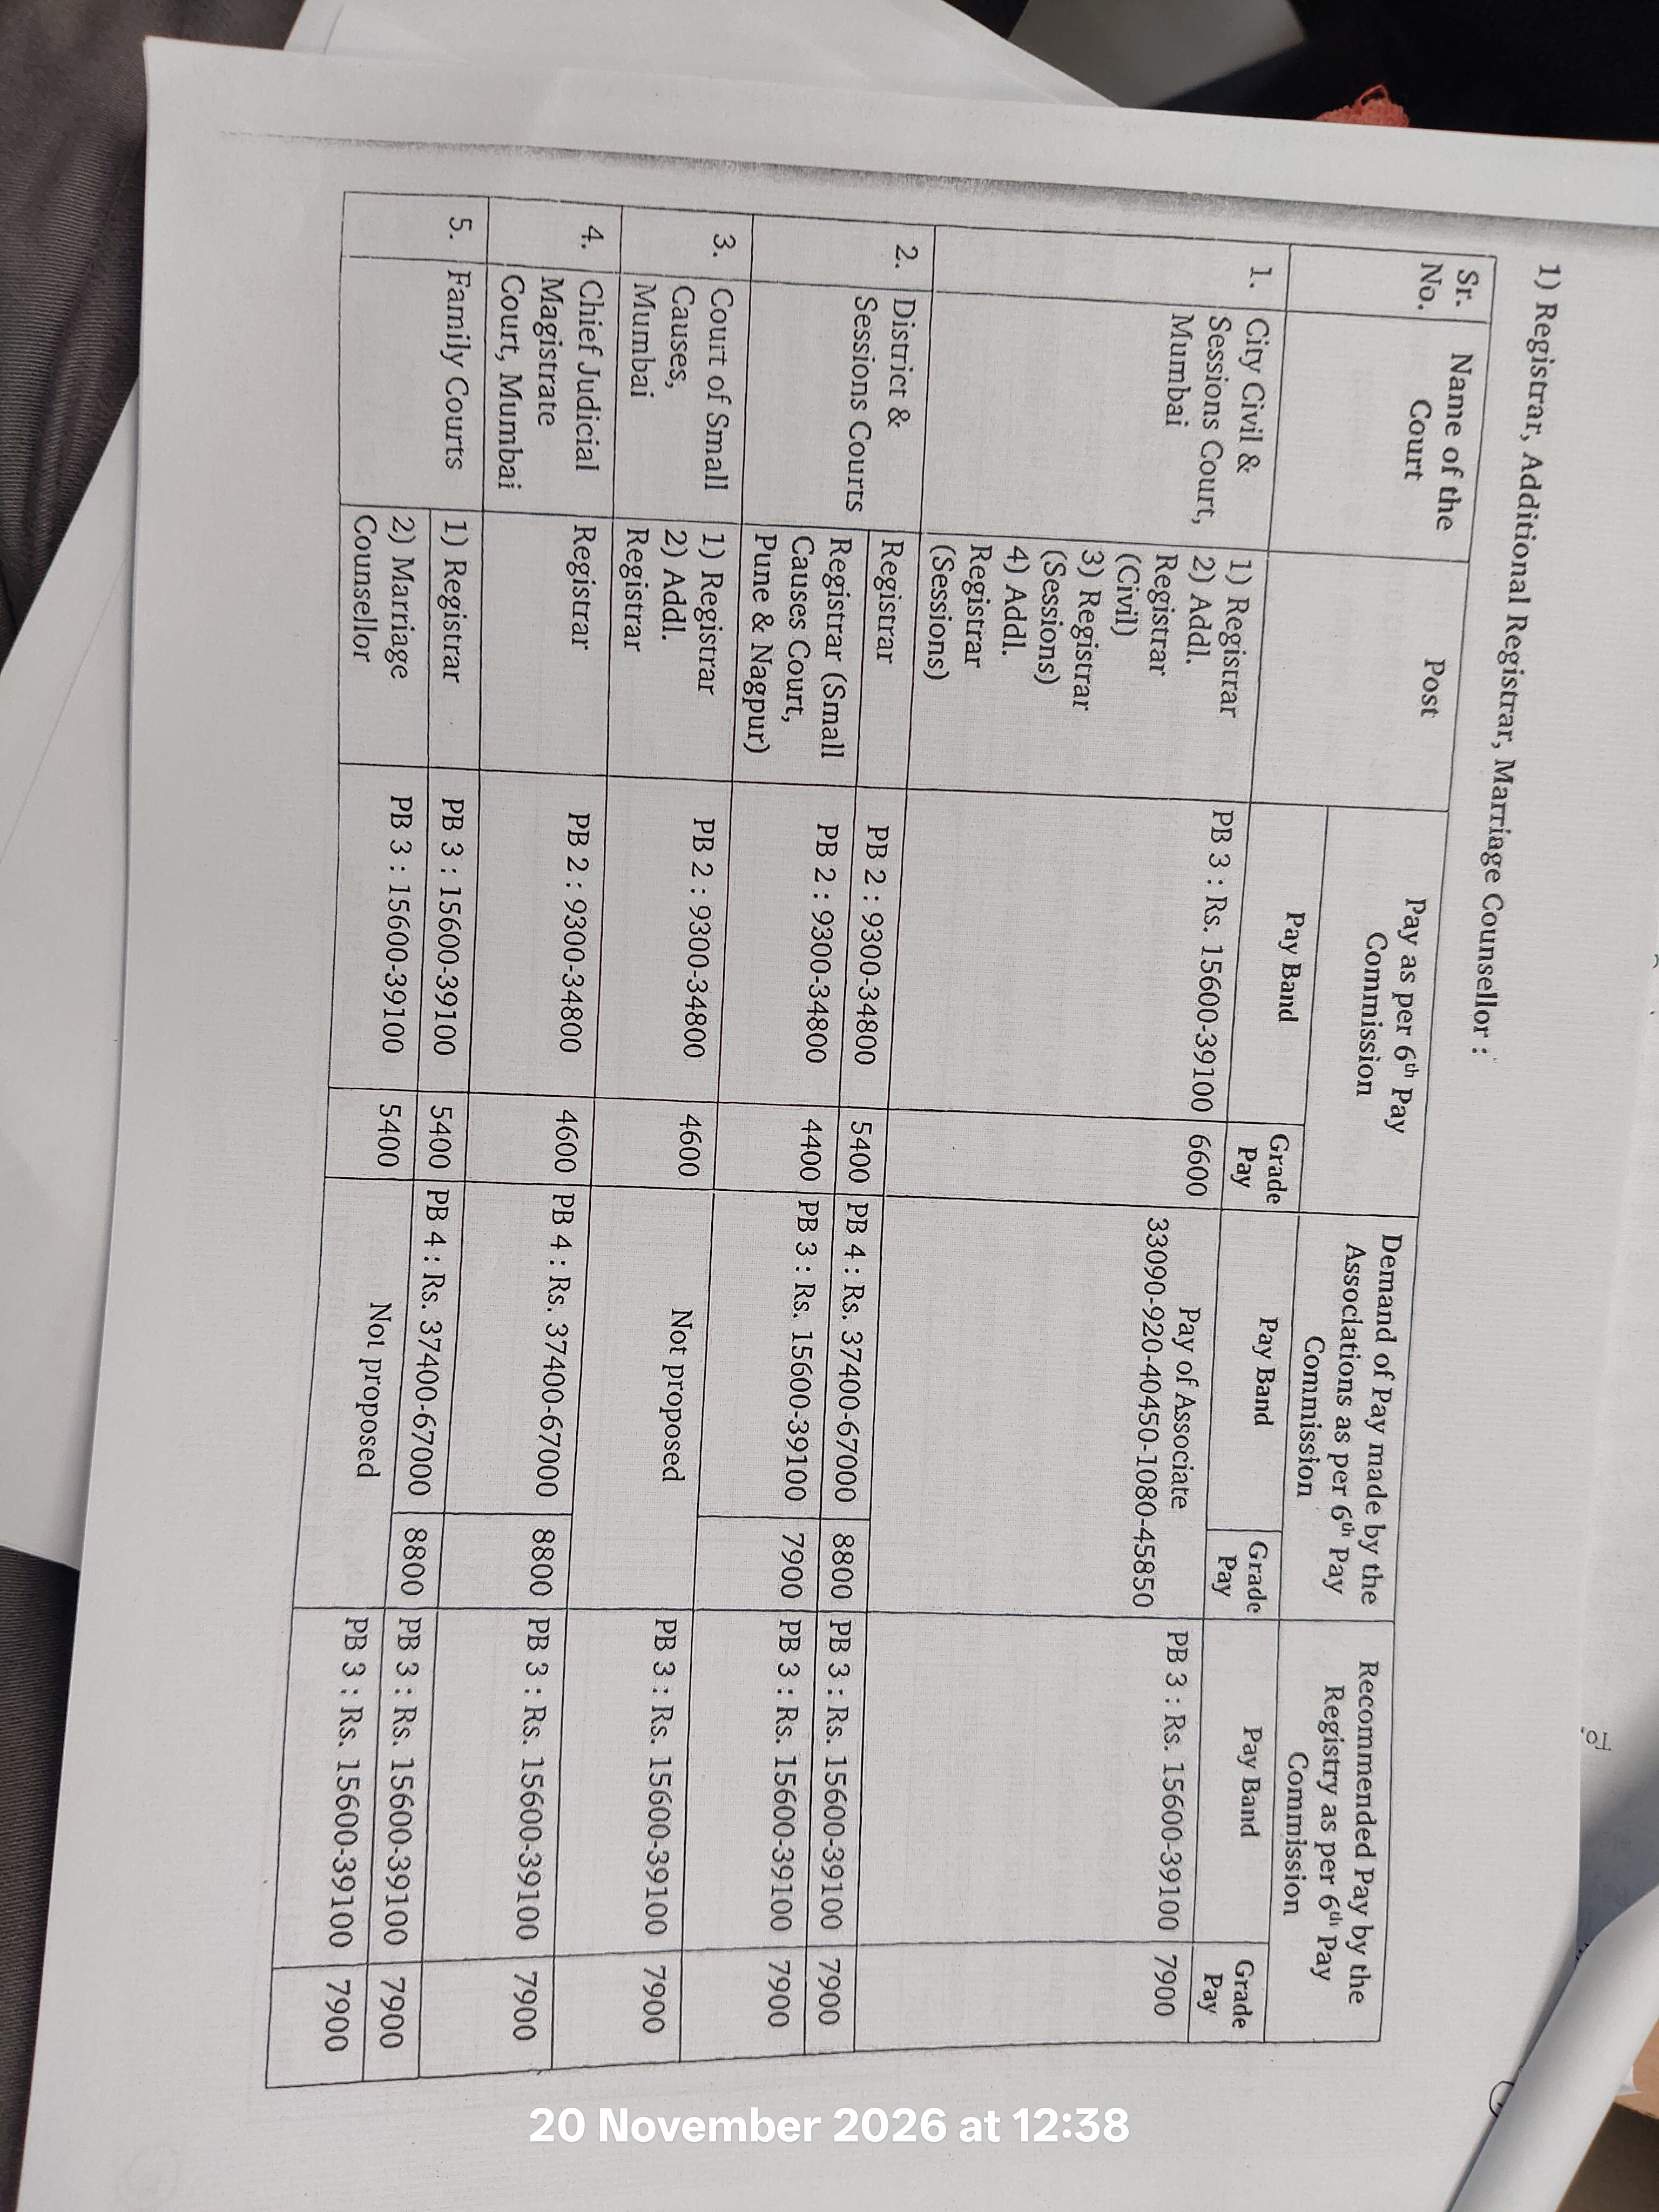 1) Registrar, Additional Registrar, Marriage Counsellor :
Sr. No. Name of the Court Post Pay as per 6th Pay Commission Demand of Pay made by the Associations as per 6th Pay Commission Recommended Pay by the Registry as per 6th Pay Commission
Pay Band Grade Pay Pay Band Grade Pay Pay Band Grade Pay
1. City Civil & 1) Registrar PB 3 : Rs. 15600-39100 6600 Pay of Associate PB 3 : Rs. 15600-39100 7900
Sessions Court, 2) Addl. 33090-920-40450-1080-45850
Mumbai Registrar
(Civil)
3) Registrar
(Sessions)
4) Addl.
Registrar
(Sessions)
2. District & Registrar PB 2 : 9300-34800 5400 PB 4 : Rs. 37400-67000 8800 PB 3 : Rs. 15600-39100 7900
Sessions Courts Registrar (Small PB 2 : 9300-34800 4400 PB 3 : Rs. 15600-39100 7900 PB 3 : Rs. 15600-39100 7900
Causes Court,
Pune & Nagpur)
3. Court of Small 1) Registrar PB 2 : 9300-34800 4600 Not proposed PB 3 : Rs. 15600-39100 7900
Causes, 2) Addl.
Mumbai Registrar
4. Chief Judicial Registrar PB 2 : 9300-34800 4600 PB 4 : Rs. 37400-67000 8800 PB 3 : Rs. 15600-39100 7900
Magistrate
Court, Mumbai
5. Family Courts 1) Registrar PB 3 : 15600-39100 5400 PB 4 : Rs. 37400-67000 8800 PB 3 : Rs. 15600-39100 7900
2) Marriage PB 3 : 15600-39100 5400 Not proposed PB 3 : Rs. 15600-39100 7900
Counsellor
20 November 2026 at 12:38